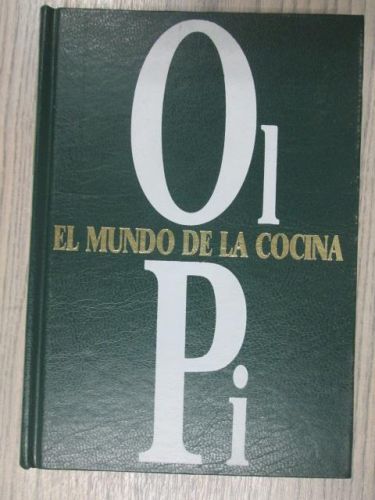 Ol
EL MUNDO DE LA COCINA
Pi